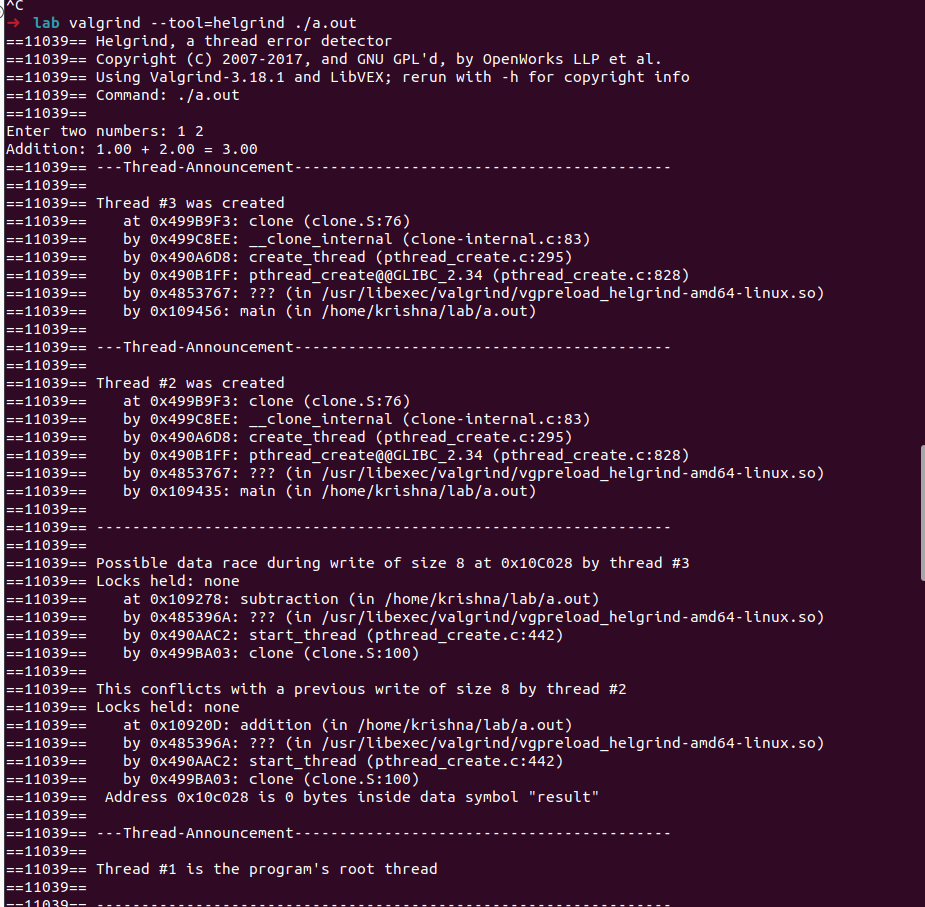 ^C
→ lab valgrind --tool=helgrind ./a.out
==11039== Helgrind, a thread error detector
==11039== Copyright (C) 2007-2017, and GNU GPL'd, by OpenWorks LLP et al.
==11039== Using Valgrind-3.18.1 and LibVEX; rerun with -h for copyright info
==11039== Command: ./a.out
==11039==
Enter two numbers: 1 2
Addition: 1.00 + 2.00 = 3.00
==11039== ---Thread-Announcement------------------------------------------
==11039==
==11039== Thread #3 was created
==11039==    at 0x499B9F3: clone (clone.S:76)
==11039==    by 0x499C8EE: __clone_internal (clone-internal.c:83)
==11039==    by 0x490A6D8: create_thread (pthread_create.c:295)
==11039==    by 0x490B1FF: pthread_create@@GLIBC_2.34 (pthread_create.c:828)
==11039==    by 0x4853767: ??? (in /usr/libexec/valgrind/vgpreload_helgrind-amd64-linux.so)
==11039==    by 0x109456: main (in /home/krishna/lab/a.out)
==11039==
==11039== ---Thread-Announcement------------------------------------------
==11039==
==11039== Thread #2 was created
==11039==    at 0x499B9F3: clone (clone.S:76)
==11039==    by 0x499C8EE: __clone_internal (clone-internal.c:83)
==11039==    by 0x490A6D8: create_thread (pthread_create.c:295)
==11039==    by 0x490B1FF: pthread_create@@GLIBC_2.34 (pthread_create.c:828)
==11039==    by 0x4853767: ??? (in /usr/libexec/valgrind/vgpreload_helgrind-amd64-linux.so)
==11039==    by 0x109435: main (in /home/krishna/lab/a.out)
==11039==
==11039== ----------------------------------------------------------------
==11039==
==11039== Possible data race during write of size 8 at 0x10C028 by thread #3
==11039== Locks held: none
==11039==    at 0x109278: subtraction (in /home/krishna/lab/a.out)
==11039==    by 0x485396A: ??? (in /usr/libexec/valgrind/vgpreload_helgrind-amd64-linux.so)
==11039==    by 0x490AAC2: start_thread (pthread_create.c:442)
==11039==    by 0x499BA03: clone (clone.S:100)
==11039==
==11039== This conflicts with a previous write of size 8 by thread #2
==11039== Locks held: none
==11039==    at 0x10920D: addition (in /home/krishna/lab/a.out)
==11039==    by 0x485396A: ??? (in /usr/libexec/valgrind/vgpreload_helgrind-amd64-linux.so)
==11039==    by 0x490AAC2: start_thread (pthread_create.c:442)
==11039==    by 0x499BA03: clone (clone.S:100)
==11039==  Address 0x10c028 is 0 bytes inside data symbol "result"
==11039==
==11039== ---Thread-Announcement------------------------------------------
==11039==
==11039== Thread #1 is the program's root thread
==11039==
==11039== ----------------------------------------------------------------